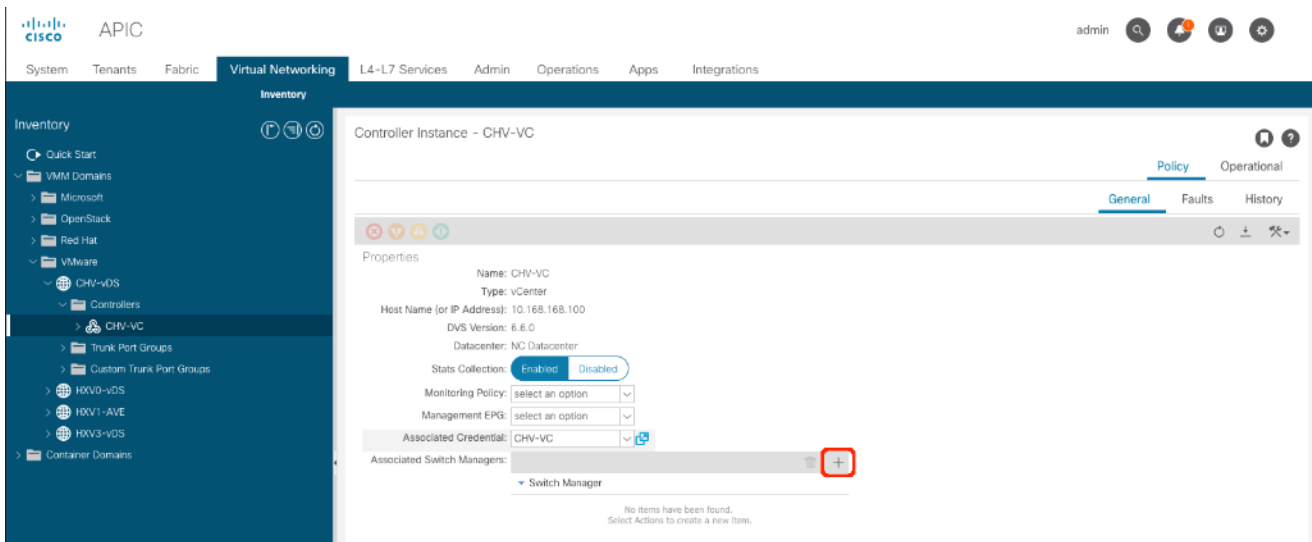 cisco APIC admin
System Tenants Fabric Virtual Networking L4-L7 Services Admin Operations Apps Integrations
Inventory
Inventory
Quick Start
VMM Domains
Microsoft
OpenStack
Red Hat
VMware
CHV-vDS
Controllers
CHV-VC
Trunk Port Groups
Custom Trunk Port Groups
HXV0-vDS
HXV1-AVE
HXV3-vDS
Container Domains
Controller Instance - CHV-VC
Policy Operational
General Faults History
Properties
Name: CHV-VC
Type: vCenter
Host Name (or IP Address): 10.168.168.100
DVS Version: 6.6.0
Datacenter: NC Datacenter
Stats Collection: Enabled Disabled
Monitoring Policy: select an option
Management EPG: select an option
Associated Credential: CHV-VC
Associated Switch Managers:
Switch Manager
No items have been found.
Select Actions to create a new item.